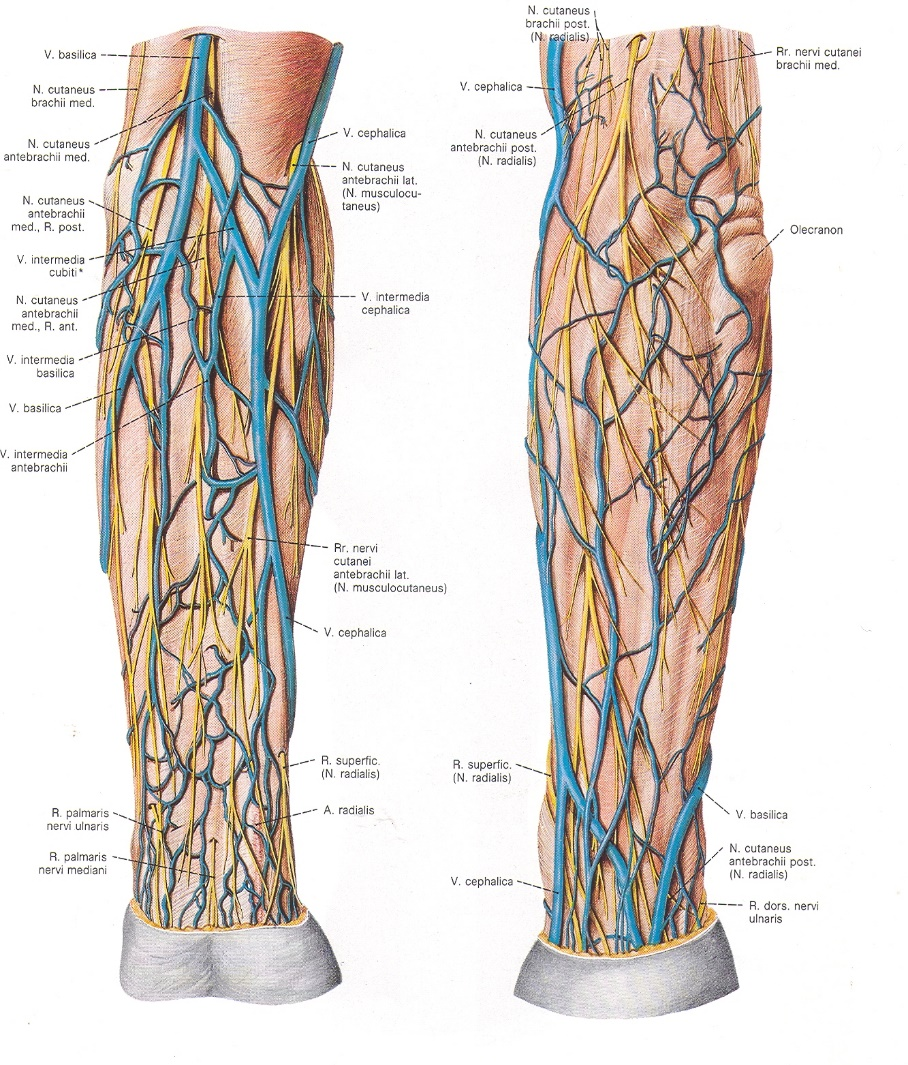 V. basilica
N. cutaneus
brachii med.
N. cutaneus
antebrachii med.
N. cutaneus
antebrachii
med., R. post.
V. intermedia
cubiti*
N. cutaneus
antebrachii
med., R. ant.
V. intermedia
basilica
V. basilica
V. intermedia
antebrachii
R. palmaris
nervi ulnaris
R. palmaris
nervi mediani
V. cephalica
N. cutaneus
antebrachii lat.
(N. musculocu-
taneus)
V. intermedia
cephalica
Rr. nervi
cutanei
antebrachii lat.
(N. musculocutaneus)
V. cephalica
R. superfic.
(N. radialis)
A. radialis
N. cutaneus
brachii post.
(N. radialis)
V. cephalica
N. cutaneus
antebrachii post.
(N. radialis)
R. superfic.
(N. radialis)
V. cephalica
Rr. nervi cutanei
brachii med.
Olecranon
V. basilica
N. cutaneus
antebrachii post.
(N. radialis)
R. dors. nervi
ulnaris